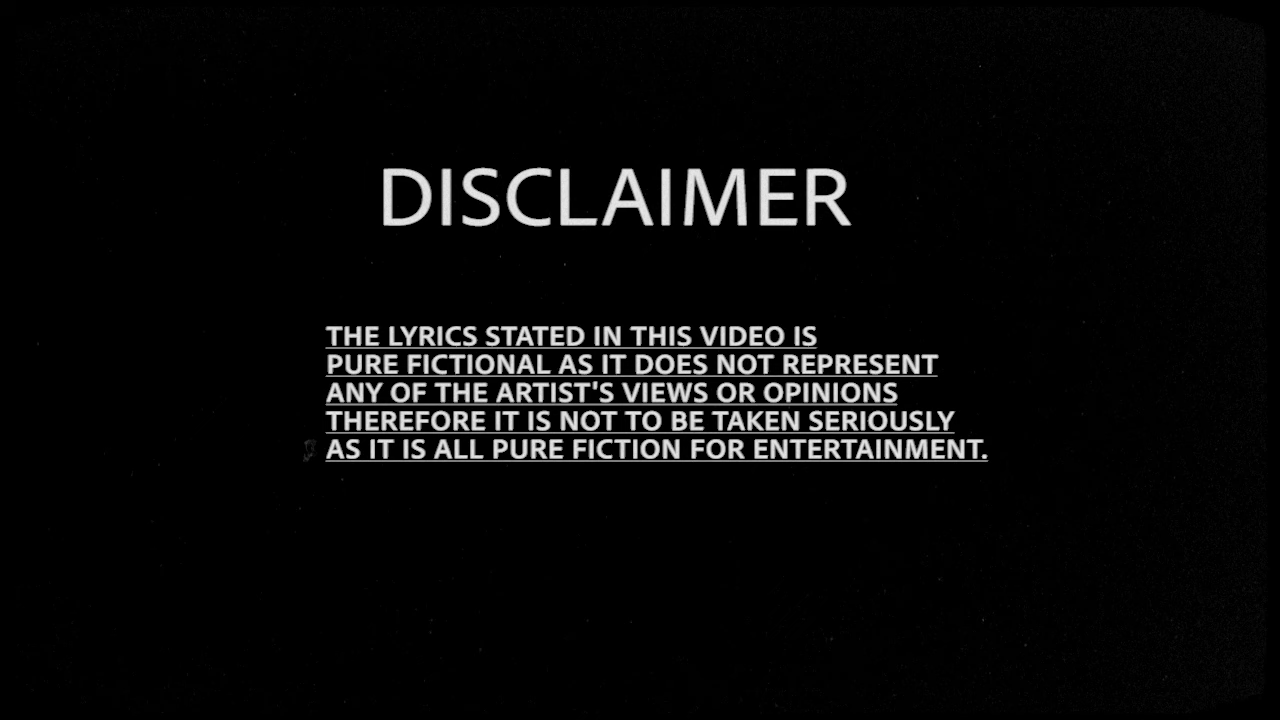 DISCLAIMER
THE LYRICS STATED IN THIS VIDEO IS
PURE FICTIONAL AS IT DOES NOT REPRESENT
ANY OF THE ARTIST'S VIEWS OR OPINIONS
THEREFORE IT IS NOT TO BE TAKEN SERIOUSLY
AS IT IS ALL PURE FICTION FOR ENTERTAINMENT.